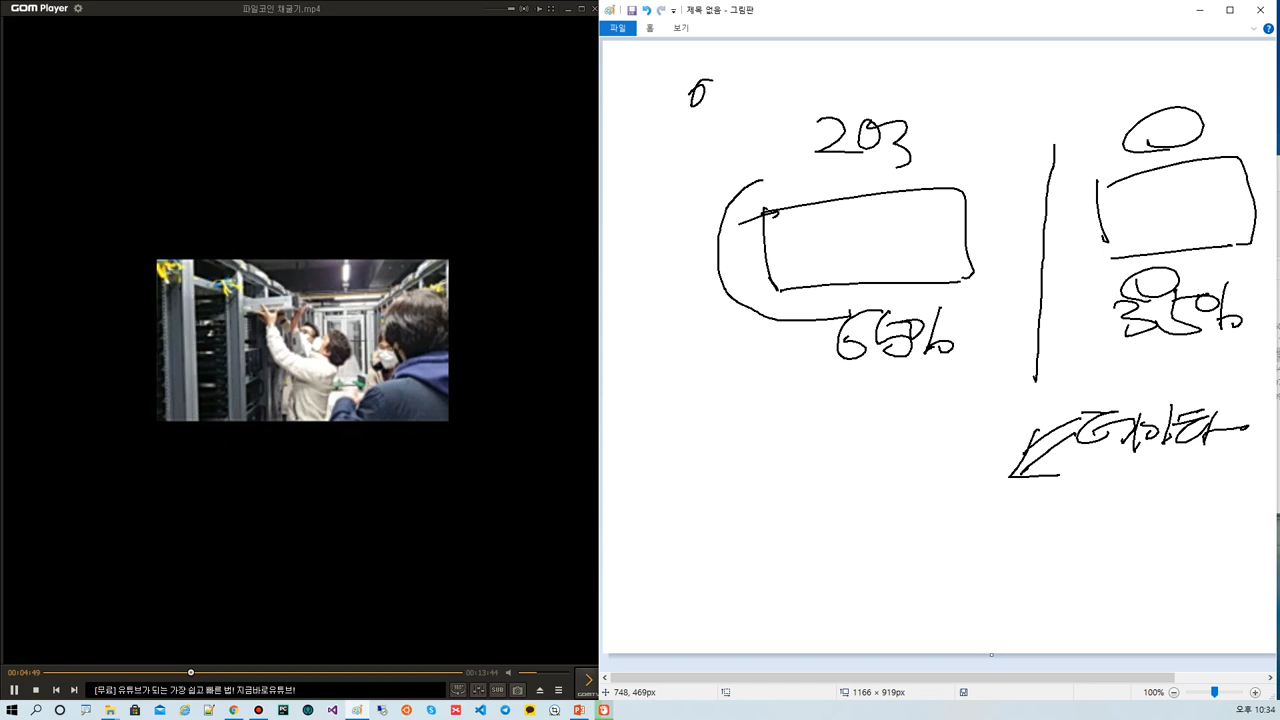 GOM Player
파일코인 채굴기.mp4
제목 없음 - 그림판
파일
홈
보기
203
65%
35%
00:04:49
00:13:44
[무료] 유튜브가 되는 가장 쉽고 빠른 법! 지금바로유튜브!
SUB
748, 469px
1166 × 919px
100%
오후 10:34